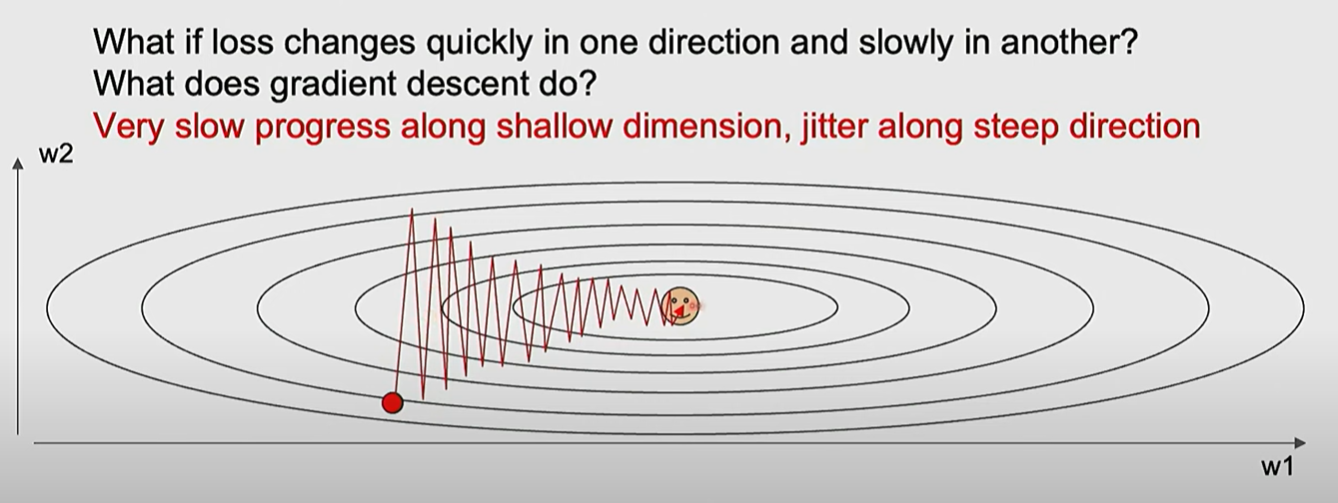 What if loss changes quickly in one direction and slowly in another?
What does gradient descent do?
Very slow progress along shallow dimension, jitter along steep direction
w2
w1